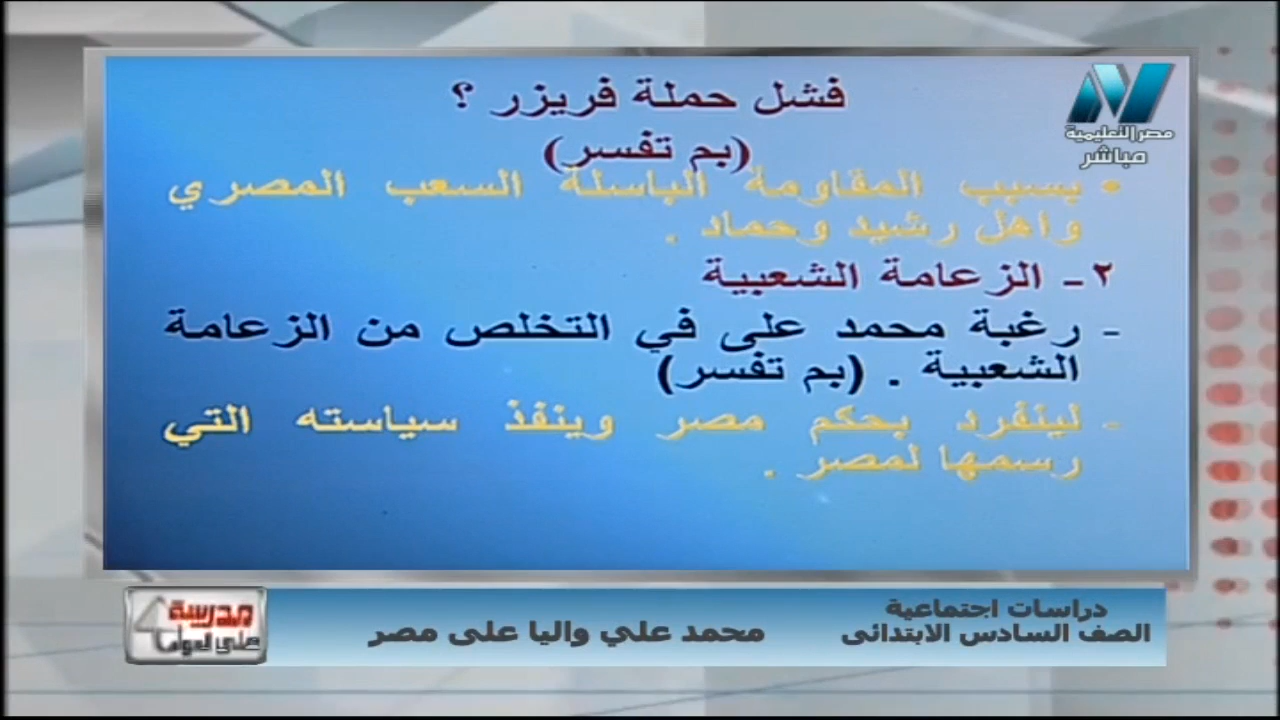 فشل حملة فريزر ؟
(بم تفسر)
• بسبب المقاومة الباسلة السعب المصري
واهل رشيد وحماد .
٢- الزعامة الشعبية
- رغبة محمد على في التخلص من الزعامة
الشعبية . (بم تفسر)
- لينفرد بحكم مصر وينفذ سياسته التي
رسمها لمصر .
مصر التعليمية
مباشر
دراسات اجتماعية
الصف السادس الابتدائى
محمد علي واليا على مصر
مدرسة
على الهواء